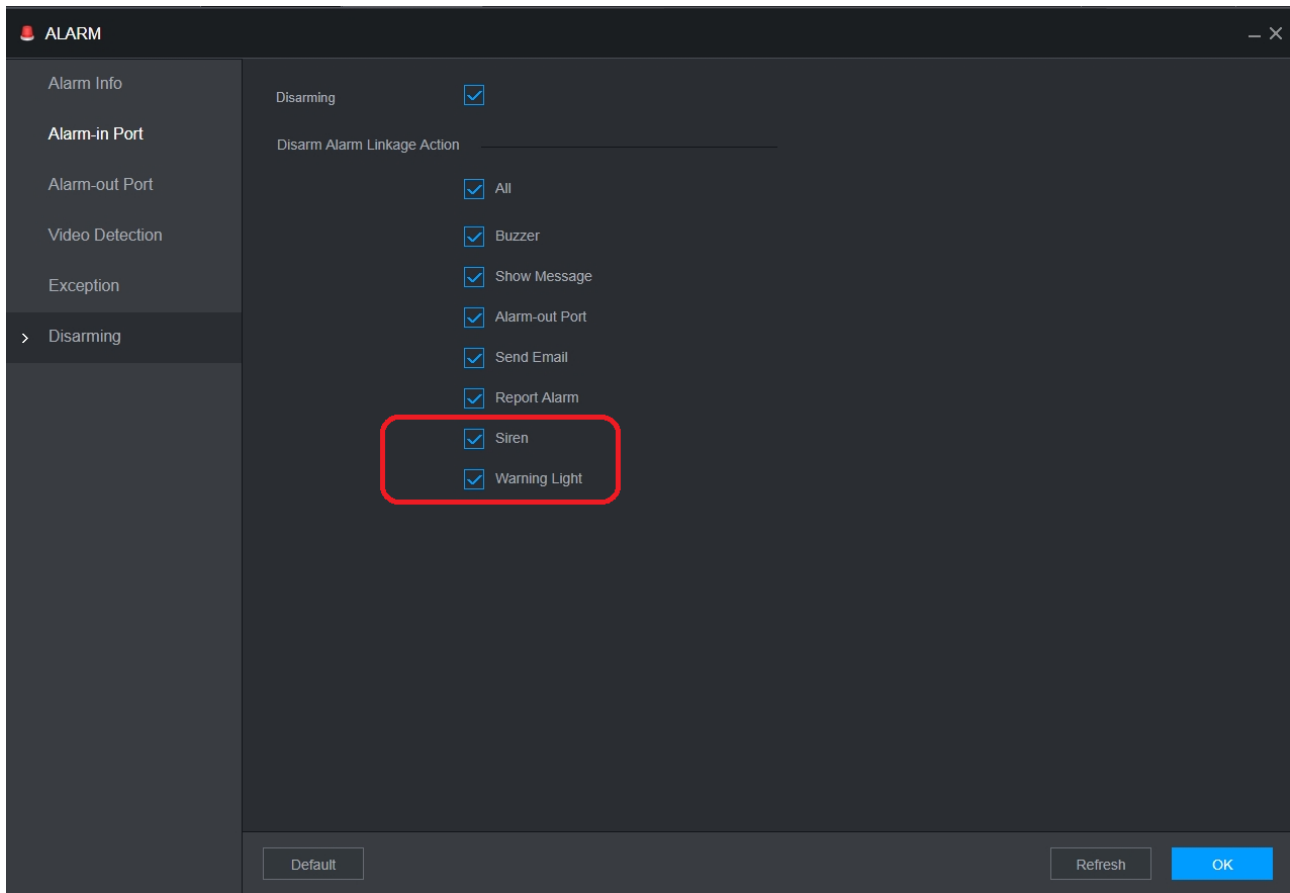 ALARM
Alarm Info
Alarm-in Port
Alarm-out Port
Video Detection
Exception
Disarming
Disarming
Disarm Alarm Linkage Action
All
Buzzer
Show Message
Alarm-out Port
Send Email
Report Alarm
Siren
Warning Light
Default
Refresh
OK